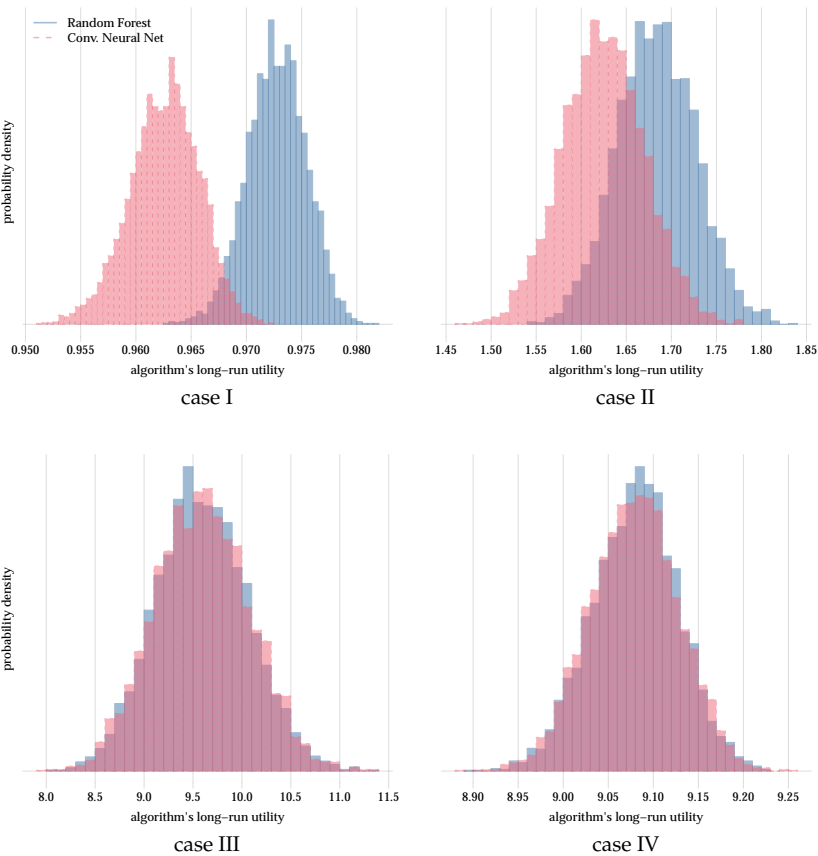 Random Forest
Conv. Neural Net
probability density
0.950 0.955 0.960 0.965 0.970 0.975 0.980
algorithm's long−run utility
case I
1.45 1.50 1.55 1.60 1.65 1.70 1.75 1.80 1.85
algorithm's long−run utility
case II
probability density
8.0 8.5 9.0 9.5 10.0 10.5 11.0 11.5
algorithm's long−run utility
case III
8.90 8.95 9.00 9.05 9.10 9.15 9.20 9.25
algorithm's long−run utility
case IV